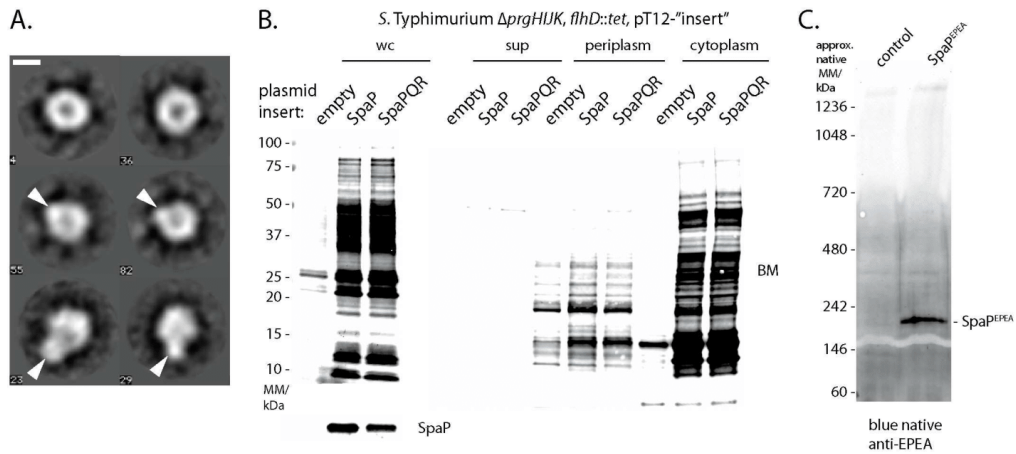 A.
4
36
55
82
23
29
B.
S. Typhimurium ΔprgHIJK, flhD::tet, pT12-"insert"
wc sup periplasm cytoplasm
plasmid insert: empty SpaP SpaPQR empty SpaP SpaPQR empty SpaP SpaPQR empty SpaP SpaPQR
100 -
75 -
50 -
37 -
25 -
20 -
15 -
10 -
MM/
kDa
BM
SpaP
C.
control SpaPEPEA
approx.
native
MM/
kDa
1236 -
1048 -
720 -
480 -
242 -
146 -
60 -
- SpaPEPEA
blue native
anti-EPEA